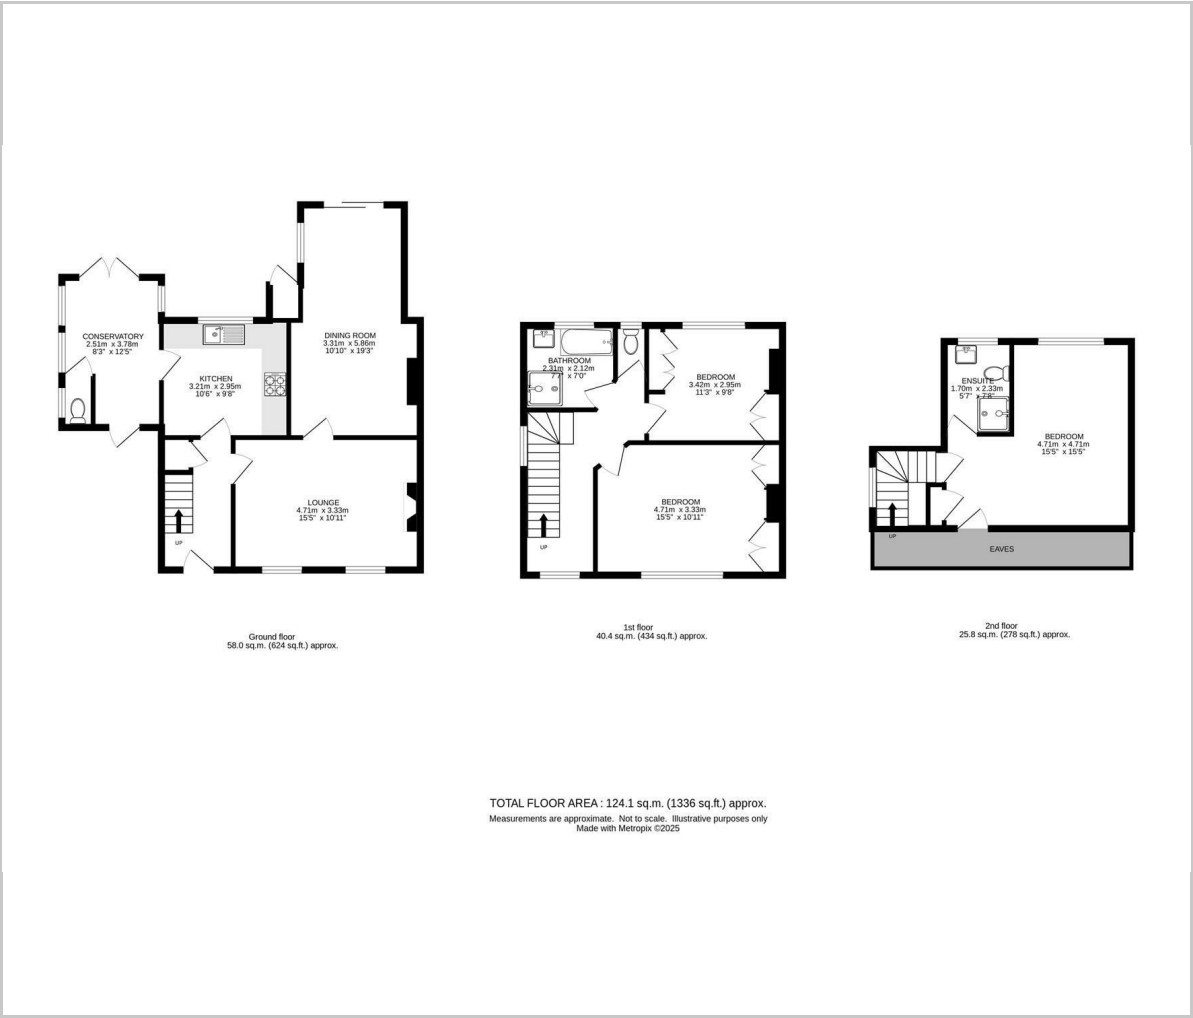 CONSERVATORY
2.51m x 3.78m
8'3" x 12'5"
KITCHEN
3.21m x 2.95m
10'6" x 9'8"
DINING ROOM
3.31m x 5.86m
10'10" x 19'3"
LOUNGE
4.71m x 3.33m
15'5" x 10'11"
UP
Ground floor
58.0 sq.m. (624 sq.ft.) approx.
BATHROOM
2.31m x 2.12m
7'7" x 7'0"
BEDROOM
3.42m x 2.95m
11'3" x 9'8"
BEDROOM
4.71m x 3.33m
15'5" x 10'11"
UP
1st floor
40.4 sq.m. (434 sq.ft.) approx.
ENSUITE
1.70m x 2.33m
5'7" x 7'8"
BEDROOM
4.71m x 4.71m
15'5" x 15'5"
UP
EAVES
2nd floor
25.8 sq.m. (278 sq.ft.) approx.
TOTAL FLOOR AREA : 124.1 sq.m. (1336 sq.ft.) approx.
Measurements are approximate. Not to scale. Illustrative purposes only
Made with Metropix ©2025